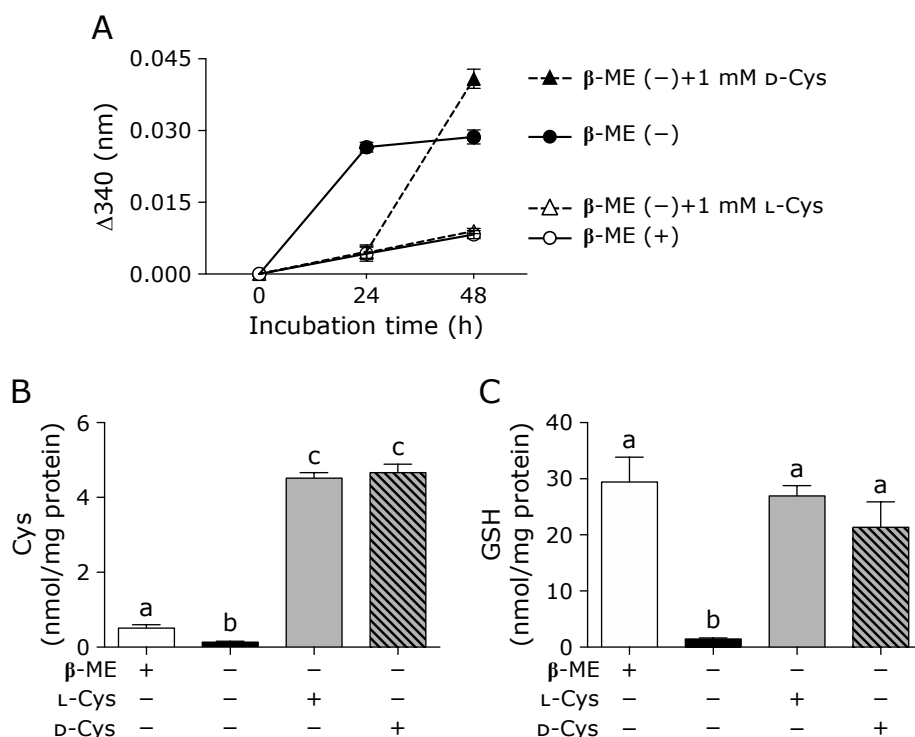 A
0.045
0.030
0.015
0.000
Δ340 (nm)
0 24 48
Incubation time (h)
β-ME (−)+1 mM ᴅ-Cys
β-ME (−)
β-ME (−)+1 mM ʟ-Cys
β-ME (+)
B
6
4
2
0
Cys
(nmol/mg protein)
a b c c
β-ME + − − −
ʟ-Cys − − + −
ᴅ-Cys − − − +
C
40
30
20
10
0
GSH
(nmol/mg protein)
a b a a
β-ME + − − −
ʟ-Cys − − + −
ᴅ-Cys − − − +